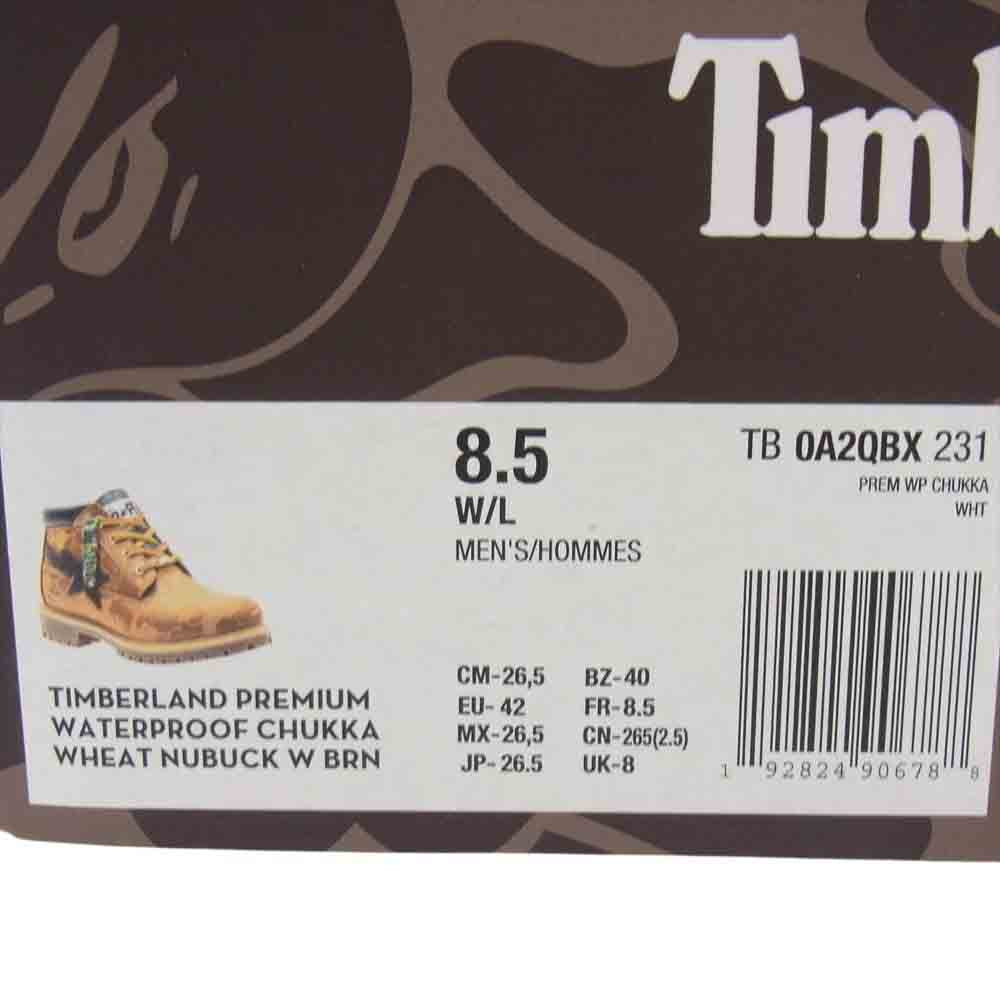 Timb
8.5
W/L
MEN'S/HOMMES
TB 0A2QBX 231
PREM WP CHUKKA
WHT
TIMBERLAND PREMIUM
WATERPROOF CHUKKA
WHEAT NUBUCK W BRN
CM-26,5 BZ-40
EU- 42 FR-8.5
MX-26,5 CN-265(2.5)
JP- 26.5 UK-8
1 92824 90678 8